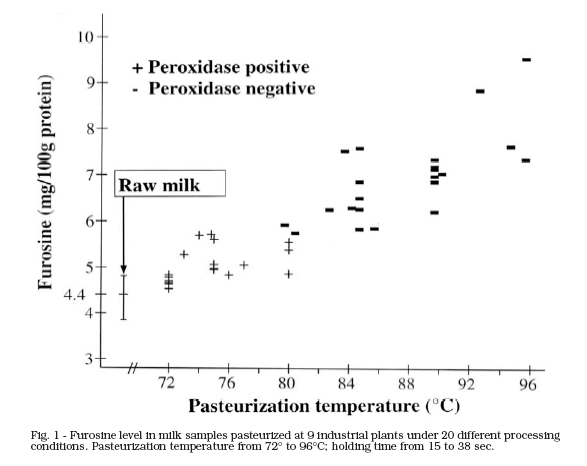 10
9
8
7
6
5
4.4
4
3
Furosine (mg/100g protein)
+ Peroxidase positive
- Peroxidase negative
Raw milk
72 76 80 84 88 92 96
Pasteurization temperature (°C)
Fig. 1 - Furosine level in milk samples pasteurized at 9 industrial plants under 20 different processing
conditions. Pasteurization temperature from 72° to 96°C; holding time from 15 to 38 sec.